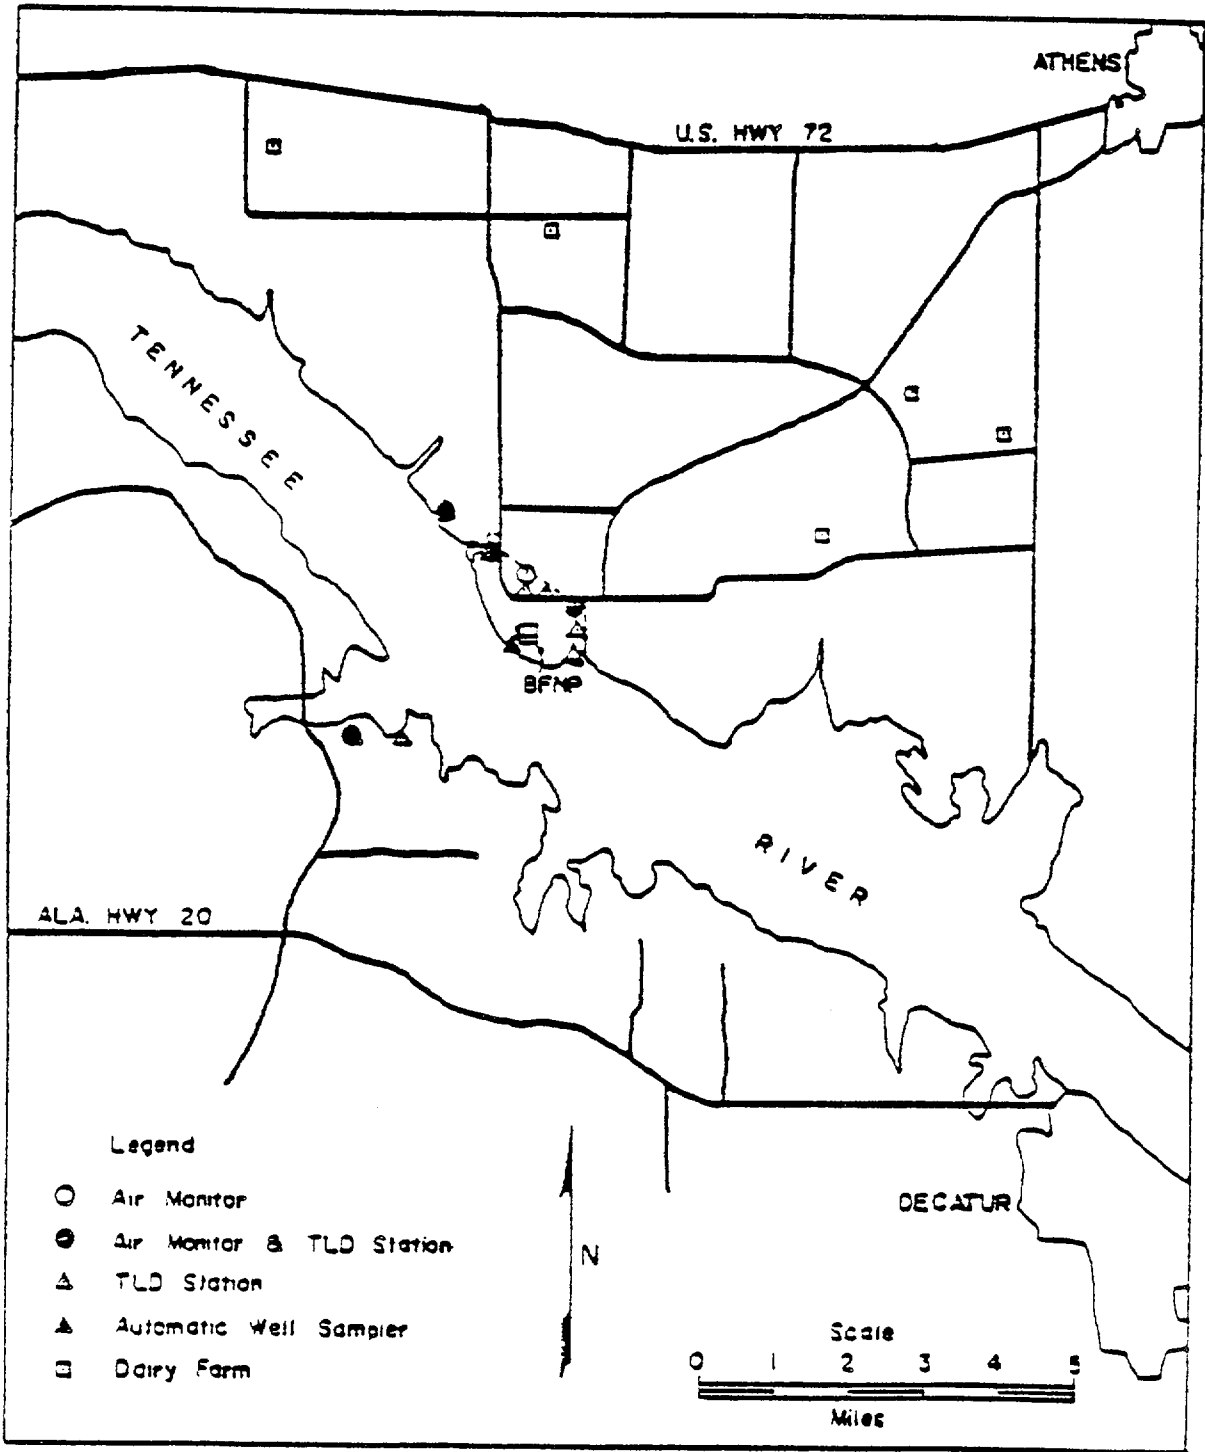 ATHENS
U.S. HWY 72
TENNESSEE
BFNP
RIVER
ALA. HWY 20
Legend
Air Monitor
Air Monitor & TLD Station
TLD Station
Automatic Well Sampler
Dairy Farm
N
DECATUR
Scale
0 1 2 3 4 5
Miles